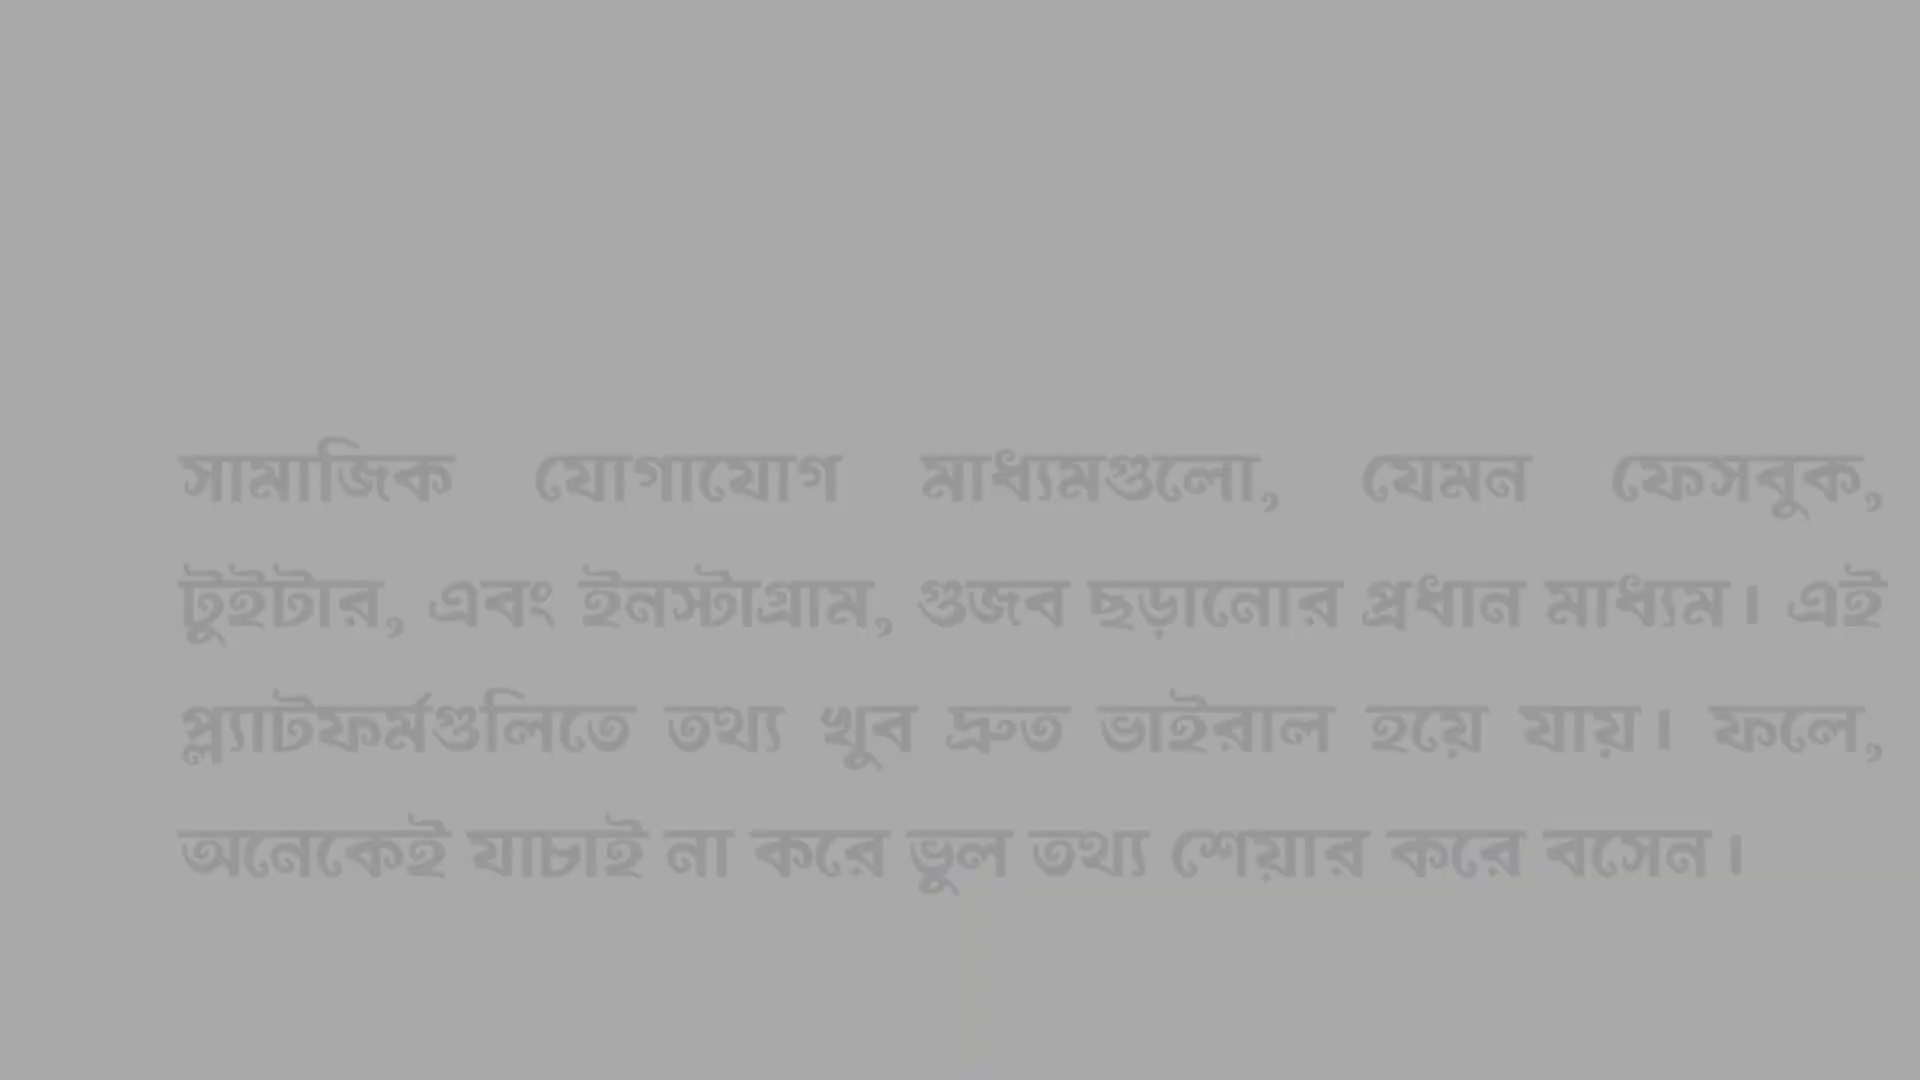 সামাজিক যোগাযোগ মাধ্যমগুলো, যেমন ফেসবুক,
টুইটার, এবং ইনস্টাগ্রাম, গুজব ছড়ানোর প্রধান মাধ্যম। এই
প্ল্যাটফর্মগুলিতে তথ্য খুব দ্রুত ভাইরাল হয়ে যায়। ফলে,
অনেকেই যাচাই না করে ভুল তথ্য শেয়ার করে বসেন।